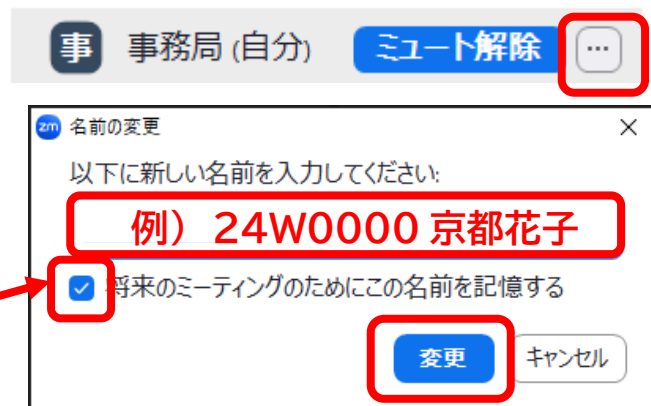 事 事務局 (自分) ミュート解除 …
zm 名前の変更 ×
以下に新しい名前を入力してください:
例） 24W0000 京都花子
将来のミーティングのためにこの名前を記憶する
変更 キャンセル